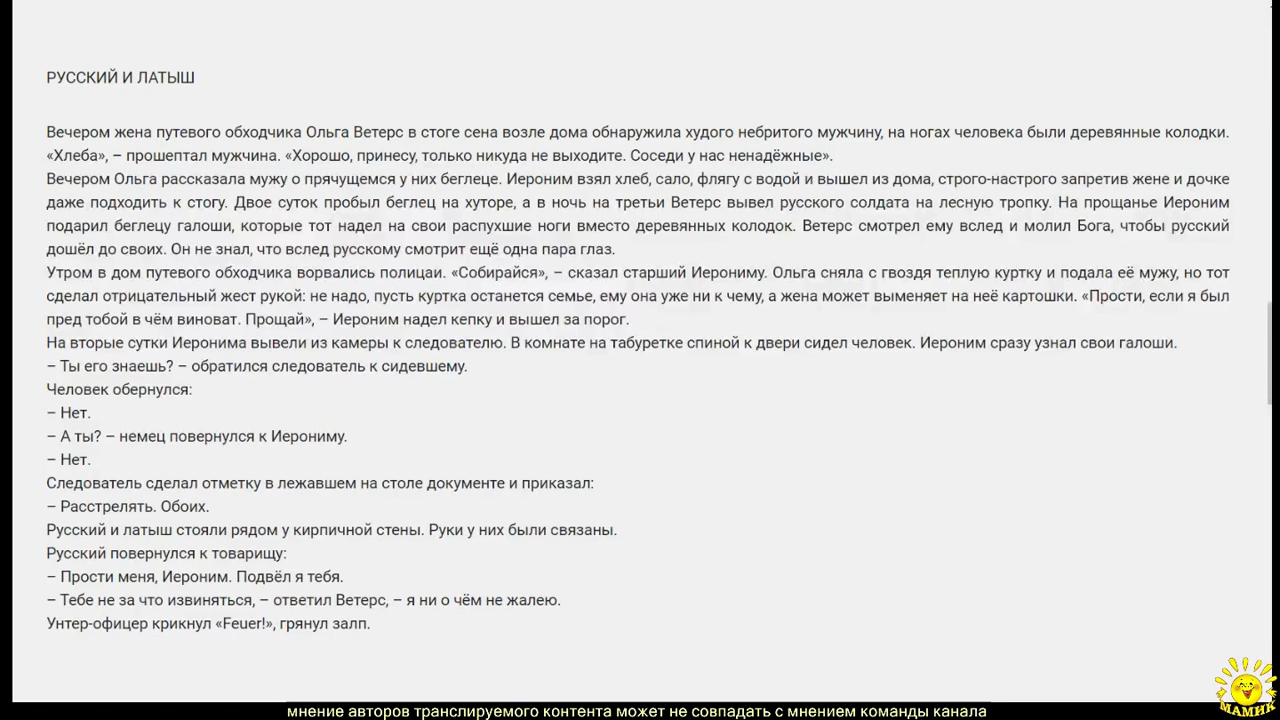 РУССКИЙ И ЛАТЫШ
Вечером жена путевого обходчика Ольга Ветерс в стоге сена возле дома обнаружила худого небритого мужчину, на ногах человека были деревянные колодки.
«Хлеба», – прошептал мужчина. «Хорошо, принесу, только никуда не выходите. Соседи у нас ненадёжные».
Вечером Ольга рассказала мужу о прячущемся у них беглеце. Иероним взял хлеб, сало, флягу с водой и вышел из дома, строго-настрого запретив жене и дочке
даже подходить к стогу. Двое суток пробыл беглец на хуторе, а в ночь на третьи Ветерс вывел русского солдата на лесную тропку. На прощанье Иероним
подарил беглецу галоши, которые тот надел на свои распухшие ноги вместо деревянных колодок. Ветерс смотрел ему вслед и молил Бога, чтобы русский
дошёл до своих. Он не знал, что вслед русскому смотрит ещё одна пара глаз.
Утром в дом путевого обходчика ворвались полицаи. «Собирайся», – сказал старший Иерониму. Ольга сняла с гвоздя теплую куртку и подала её мужу, но тот
сделал отрицательный жест рукой: не надо, пусть куртка останется семье, ему она уже ни к чему, а жена может выменяет на неё картошки. «Прости, если я был
пред тобой в чём виноват. Прощай», – Иероним надел кепку и вышел за порог.
На вторые сутки Иеронима вывели из камеры к следователю. В комнате на табуретке спиной к двери сидел человек. Иероним сразу узнал свои галоши.
– Ты его знаешь? – обратился следователь к сидевшему.
Человек обернулся:
– Нет.
– А ты? – немец повернулся к Иерониму.
– Нет.
Следователь сделал отметку в лежавшем на столе документе и приказал:
– Расстрелять. Обоих.
Русский и латыш стояли рядом у кирпичной стены. Руки у них были связаны.
Русский повернулся к товарищу:
– Прости меня, Иероним. Подвёл я тебя.
– Тебе не за что извиняться, – ответил Ветерс, – я ни о чём не жалею.
Унтер-офицер крикнул «Feuer!», грянул залп.
МАМИК
мнение авторов транслируемого контента может не совпадать с мнением команды канала